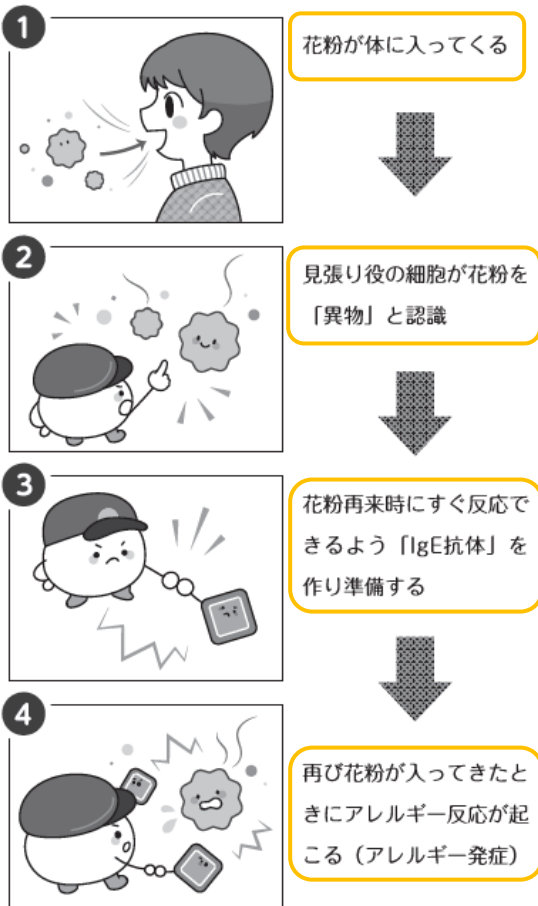 1
花粉が体に入ってくる
2
見張り役の細胞が花粉を
「異物」と認識
3
花粉再来時にすぐ反応で
きるよう「IgE抗体」を
作り準備する
4
再び花粉が入ってきたと
きにアレルギー反応が起
こる（アレルギー発症）